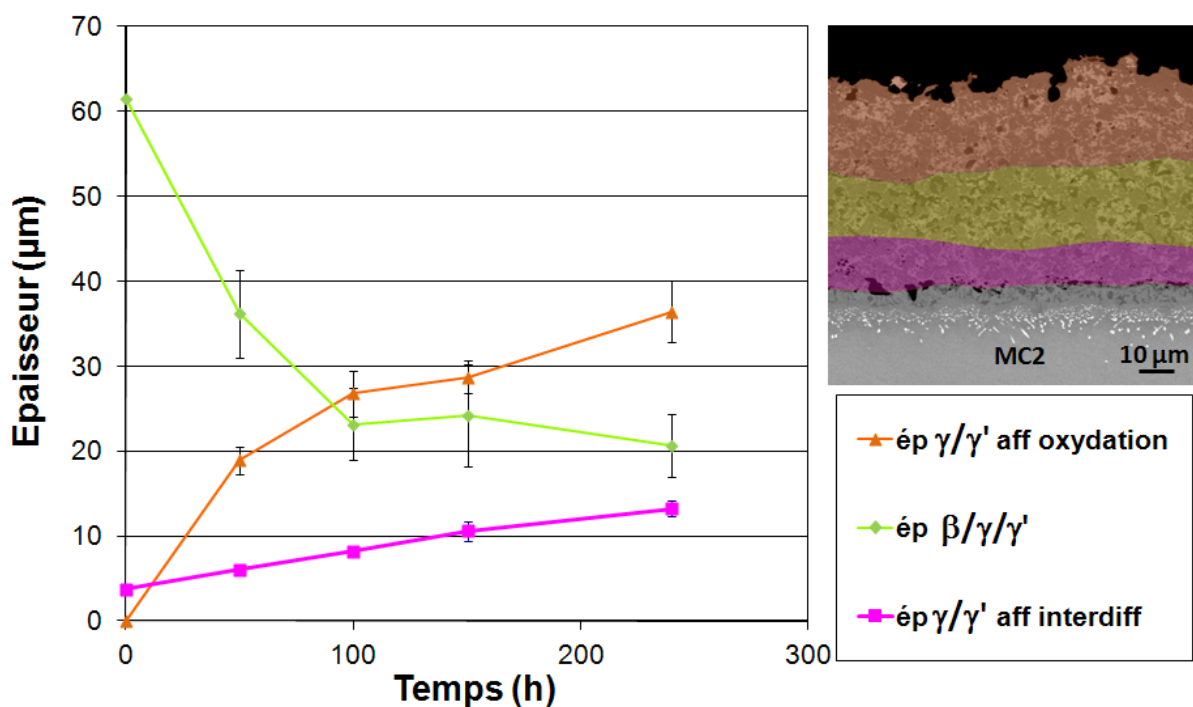 70
60
50
40
30
20
10
0
0
100
200
300
Epaisseur (µm)
Temps (h)
MC2
10 µm
ép γ/γ' aff oxydation
ép β/γ/γ'
ép γ/γ' aff interdiff